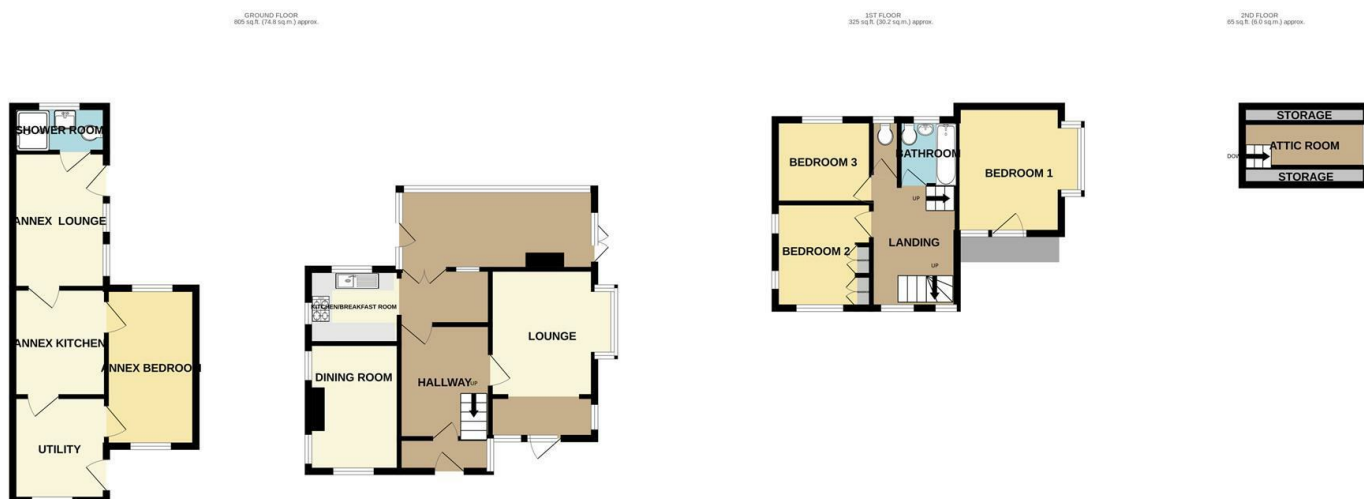 GROUND FLOOR
805 sq.ft. (74.8 sq.m.) approx.
1ST FLOOR
325 sq.ft. (30.2 sq.m.) approx.
2ND FLOOR
65 sq.ft. (6.0 sq.m.) approx.
SHOWER ROOM
ANNEX LOUNGE
ANNEX KITCHEN
ANNEX BEDROOM
UTILITY
KITCHEN/BREAKFAST ROOM
DINING ROOM
HALLWAY
UP
LOUNGE
BEDROOM 3
BATHROOM
BEDROOM 1
UP
BEDROOM 2
LANDING
UP
STORAGE
ATTIC ROOM
DOWN
STORAGE